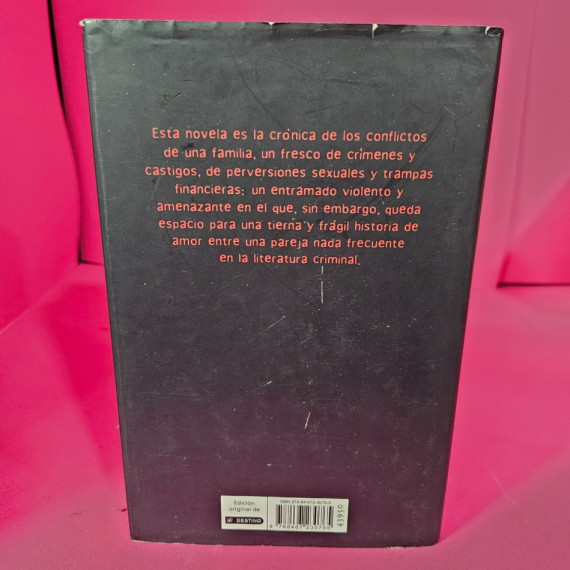 Esta novela es la crónica de los conflictos
de una familia, un fresco de crímenes y
castigos, de perversiones sexuales y trampas
financieras: un entramado violento y
amenazante en el que, sin embargo, queda
espacio para una tierna y frágil historia de
amor entre una pareja nada frecuente
en la literatura criminal.
Edición
original de
DESTINO
43910